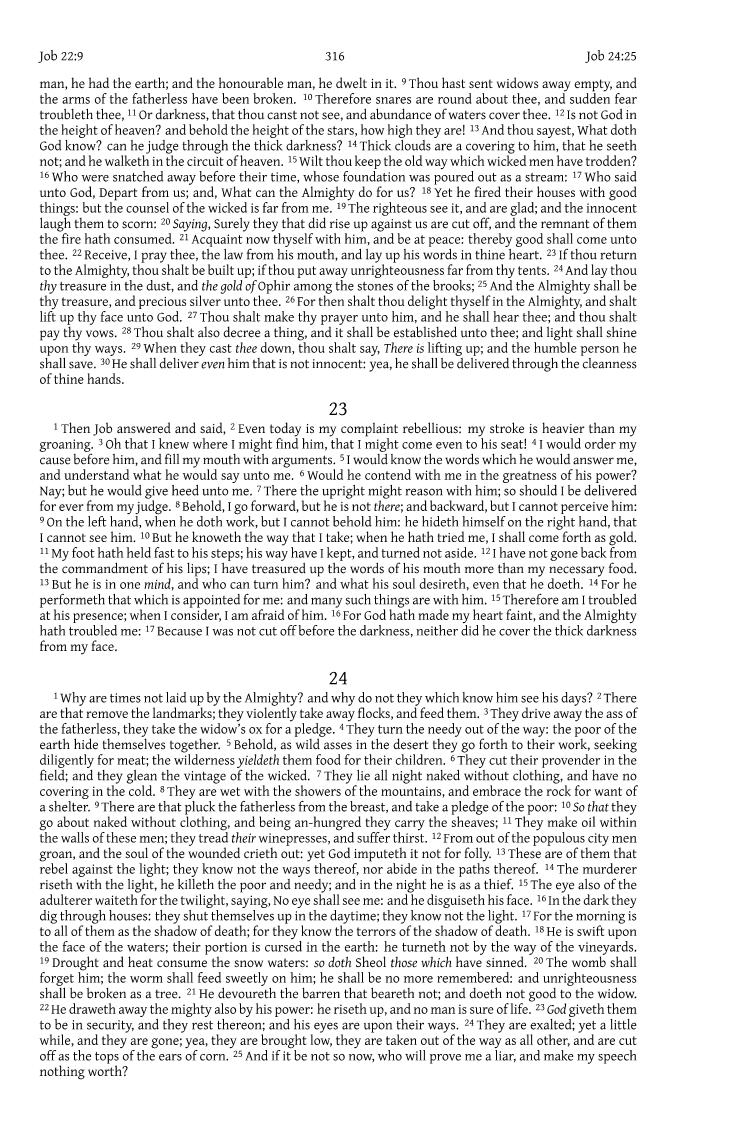 Job 22:9 316 Job 24:25
man, he had the earth; and the honourable man, he dwelt in it. 9 Thou hast sent widows away empty, and
the arms of the fatherless have been broken. 10 Therefore snares are round about thee, and sudden fear
troubleth thee, 11 Or darkness, that thou canst not see, and abundance of waters cover thee. 12 Is not God in
the height of heaven? and behold the height of the stars, how high they are! 13 And thou sayest, What doth
God know? can he judge through the thick darkness? 14 Thick clouds are a covering to him, that he seeth
not; and he walketh in the circuit of heaven. 15 Wilt thou keep the old way which wicked men have trodden?
16 Who were snatched away before their time, whose foundation was poured out as a stream: 17 Who said
unto God, Depart from us; and, What can the Almighty do for us? 18 Yet he fired their houses with good
things: but the counsel of the wicked is far from me. 19 The righteous see it, and are glad; and the innocent
laugh them to scorn: 20 Saying, Surely they that did rise up against us are cut off, and the remnant of them
the fire hath consumed. 21 Acquaint now thyself with him, and be at peace: thereby good shall come unto
thee. 22 Receive, I pray thee, the law from his mouth, and lay up his words in thine heart. 23 If thou return
to the Almighty, thou shalt be built up; if thou put away unrighteousness far from thy tents. 24 And lay thou
thy treasure in the dust, and the gold of Ophir among the stones of the brooks; 25 And the Almighty shall be
thy treasure, and precious silver unto thee. 26 For then shalt thou delight thyself in the Almighty, and shalt
lift up thy face unto God. 27 Thou shalt make thy prayer unto him, and he shall hear thee; and thou shalt
pay thy vows. 28 Thou shalt also decree a thing, and it shall be established unto thee; and light shall shine
upon thy ways. 29 When they cast thee down, thou shalt say, There is lifting up; and the humble person he
shall save. 30 He shall deliver even him that is not innocent: yea, he shall be delivered through the cleanness
of thine hands.
23
1 Then Job answered and said, 2 Even today is my complaint rebellious: my stroke is heavier than my
groaning. 3 Oh that I knew where I might find him, that I might come even to his seat! 4 I would order my
cause before him, and fill my mouth with arguments. 5 I would know the words which he would answer me,
and understand what he would say unto me. 6 Would he contend with me in the greatness of his power?
Nay; but he would give heed unto me. 7 There the upright might reason with him; so should I be delivered
for ever from my judge. 8 Behold, I go forward, but he is not there; and backward, but I cannot perceive him:
9 On the left hand, when he doth work, but I cannot behold him: he hideth himself on the right hand, that
I cannot see him. 10 But he knoweth the way that I take; when he hath tried me, I shall come forth as gold.
11 My foot hath held fast to his steps; his way have I kept, and turned not aside. 12 I have not gone back from
the commandment of his lips; I have treasured up the words of his mouth more than my necessary food.
13 But he is in one mind, and who can turn him? and what his soul desireth, even that he doeth. 14 For he
performeth that which is appointed for me: and many such things are with him. 15 Therefore am I troubled
at his presence; when I consider, I am afraid of him. 16 For God hath made my heart faint, and the Almighty
hath troubled me: 17 Because I was not cut off before the darkness, neither did he cover the thick darkness
from my face.
24
1 Why are times not laid up by the Almighty? and why do not they which know him see his days? 2 There
are that remove the landmarks; they violently take away flocks, and feed them. 3 They drive away the ass of
the fatherless, they take the widow's ox for a pledge. 4 They turn the needy out of the way: the poor of the
earth hide themselves together. 5 Behold, as wild asses in the desert they go forth to their work, seeking
diligently for meat; the wilderness yieldeth them food for their children. 6 They cut their provender in the
field; and they glean the vintage of the wicked. 7 They lie all night naked without clothing, and have no
covering in the cold. 8 They are wet with the showers of the mountains, and embrace the rock for want of
a shelter. 9 There are that pluck the fatherless from the breast, and take a pledge of the poor: 10 So that they
go about naked without clothing, and being an-hungred they carry the sheaves; 11 They make oil within
the walls of these men; they tread their winepresses, and suffer thirst. 12 From out of the populous city men
groan, and the soul of the wounded crieth out: yet God imputeth it not for folly. 13 These are of them that
rebel against the light; they know not the ways thereof, nor abide in the paths thereof. 14 The murderer
riseth with the light, he killeth the poor and needy; and in the night he is as a thief. 15 The eye also of the
adulterer waiteth for the twilight, saying, No eye shall see me: and he disguiseth his face. 16 In the dark they
dig through houses: they shut themselves up in the daytime; they know not the light. 17 For the morning is
to all of them as the shadow of death; for they know the terrors of the shadow of death. 18 He is swift upon
the face of the waters; their portion is cursed in the earth: he turneth not by the way of the vineyards.
19 Drought and heat consume the snow waters: so doth Sheol those which have sinned. 20 The womb shall
forget him; the worm shall feed sweetly on him; he shall be no more remembered: and unrighteousness
shall be broken as a tree. 21 He devoureth the barren that beareth not; and doeth not good to the widow.
22 He draweth away the mighty also by his power: he riseth up, and no man is sure of life. 23 God giveth them
to be in security, and they rest thereon; and his eyes are upon their ways. 24 They are exalted; yet a little
while, and they are gone; yea, they are brought low, they are taken out of the way as all other, and are cut
off as the tops of the ears of corn. 25 And if it be not so now, who will prove me a liar, and make my speech
nothing worth?